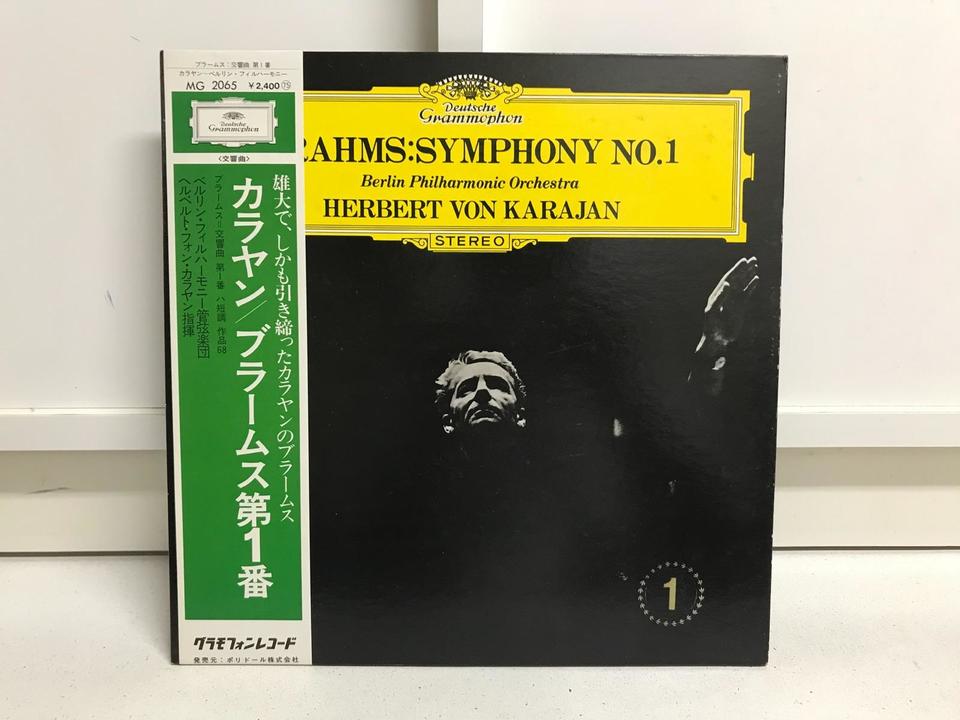 ブラームス:交響曲 第1番
カラヤン━ベルリン・フィルハーモニー
MG 2065 ¥2,400 ⑮
Deutsche
Grammophon
〈交響曲〉
雄大で、しかも引き締ったカラヤンのブラームス
カラヤン/ブラームス第1番
ブラームス=交響曲 第1番 ハ短調 作品68
ベルリン・フィルハーモニー管弦楽団
ヘルベルト・フォン・カラヤン指揮
グラモフォンレコード
発売元:ポリドール株式会社
Deutsche
Grammophon
RAHMS:SYMPHONY NO.1
Berlin Philharmonic Orchestra
HERBERT VON KARAJAN
STEREO
1